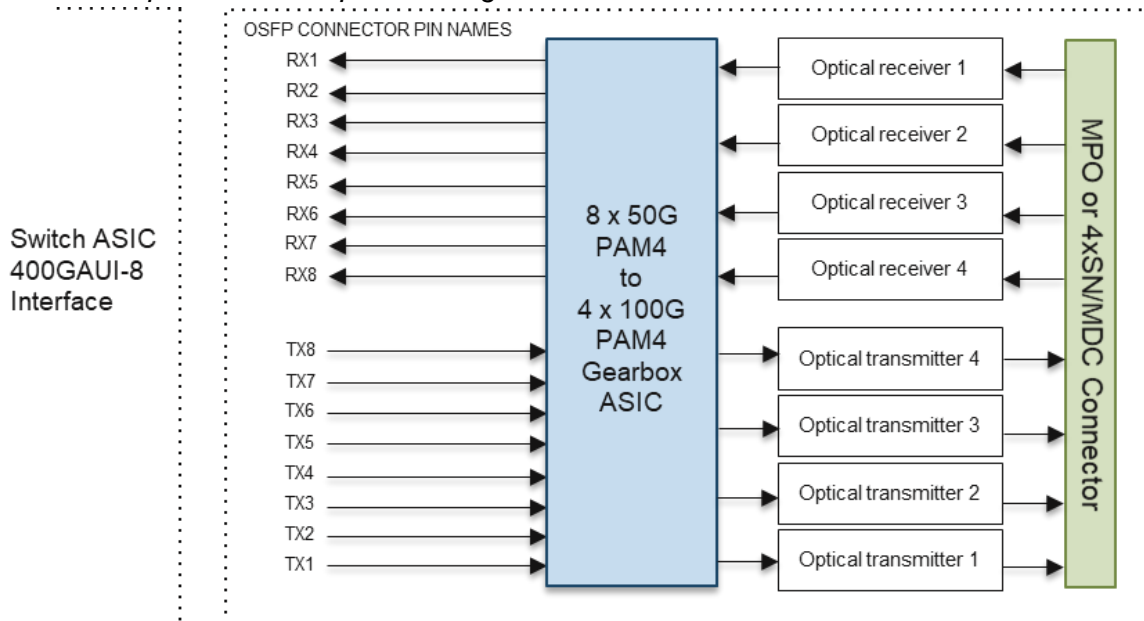 OSFP CONNECTOR PIN NAMES
RX1
RX2
RX3
RX4
RX5
RX6
RX7
RX8
TX8
TX7
TX6
TX5
TX4
TX3
TX2
TX1
Switch ASIC
400GAUI-8
Interface
8 x 50G
PAM4
to
4 x 100G
PAM4
Gearbox
ASIC
Optical receiver 1
Optical receiver 2
Optical receiver 3
Optical receiver 4
Optical transmitter 4
Optical transmitter 3
Optical transmitter 2
Optical transmitter 1
MPO or 4xSN/MDC Connector